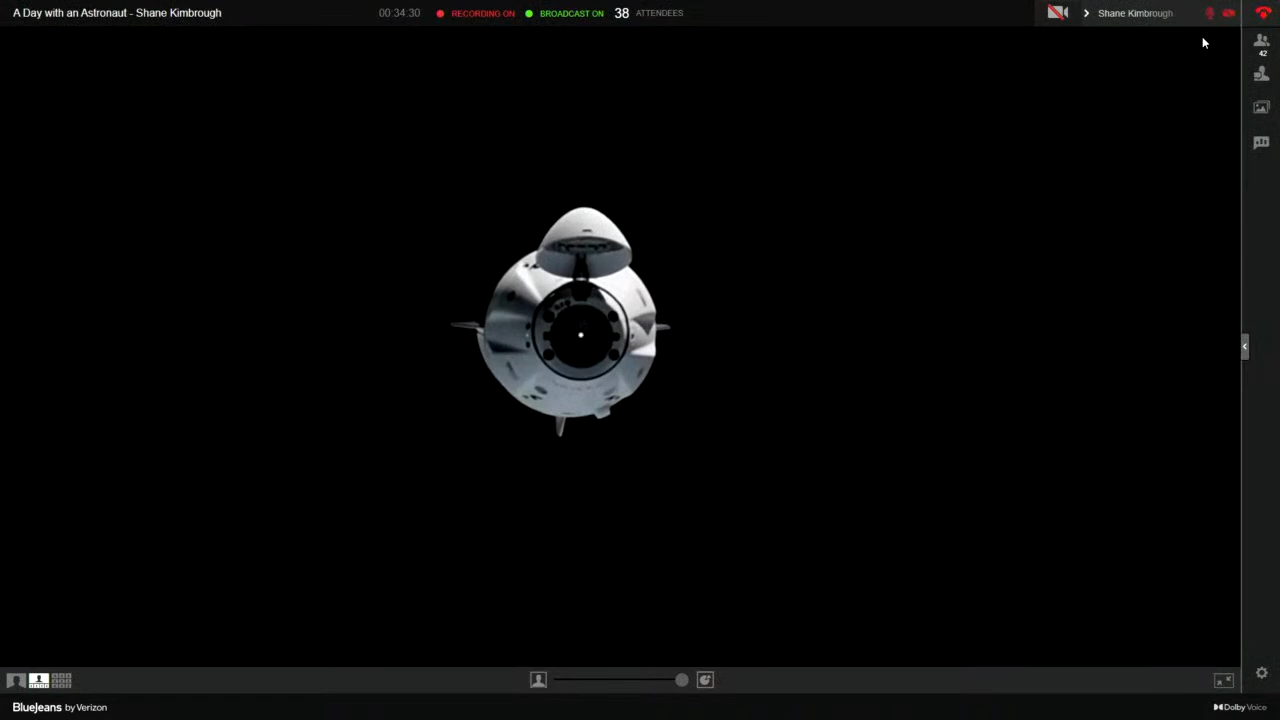 A Day with an Astronaut - Shane Kimbrough
00:34:30
RECORDING ON
BROADCAST ON
38 ATTENDEES
Shane Kimbrough
42
BlueJeans by Verizon
Dolby Voice